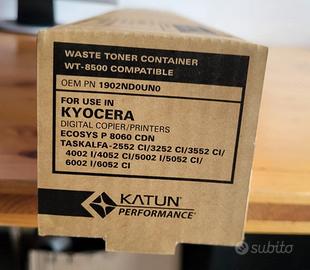 WASTE TONER CONTAINER
WT-8500 COMPATIBLE
OEM PN 1902ND0UN0
FOR USE IN
KYOCERA
DIGITAL COPIER/PRINTERS
ECOSYS P 8060 CDN
TASKALFA-2552 CI/3252 CI/3552 CI/
4002 I/4052 CI/5002 I/5052 CI/
6002 I/6052 CI
KATUN
PERFORMANCE
subito